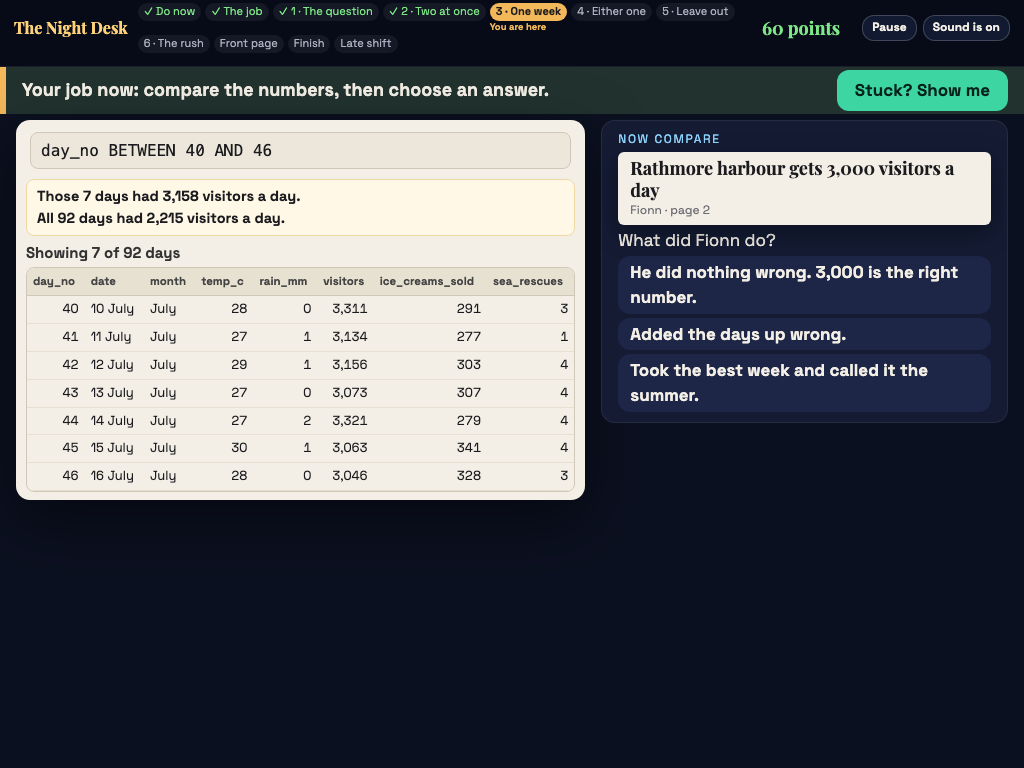 The Night Desk
✓ Do now
✓ The job
✓ 1 · The question
✓ 2 · Two at once
3 · One week
You are here
4 · Either one
5 · Leave out
6 · The rush
Front page
Finish
Late shift
60 points
Pause
Sound is on
Your job now: compare the numbers, then choose an answer.
Stuck? Show me
day_no BETWEEN 40 AND 46
Those 7 days had 3,158 visitors a day.
All 92 days had 2,215 visitors a day.
Showing 7 of 92 days
day_no date month temp_c rain_mm visitors ice_creams_sold sea_rescues
40 10 July July 28 0 3,311 291 3
41 11 July July 27 1 3,134 277 1
42 12 July July 29 1 3,156 303 4
43 13 July July 27 0 3,073 307 4
44 14 July July 27 2 3,321 279 4
45 15 July July 30 1 3,063 341 4
46 16 July July 28 0 3,046 328 3
NOW COMPARE
Rathmore harbour gets 3,000 visitors a
day
Fionn · page 2
What did Fionn do?
He did nothing wrong. 3,000 is the right
number.
Added the days up wrong.
Took the best week and called it the
summer.